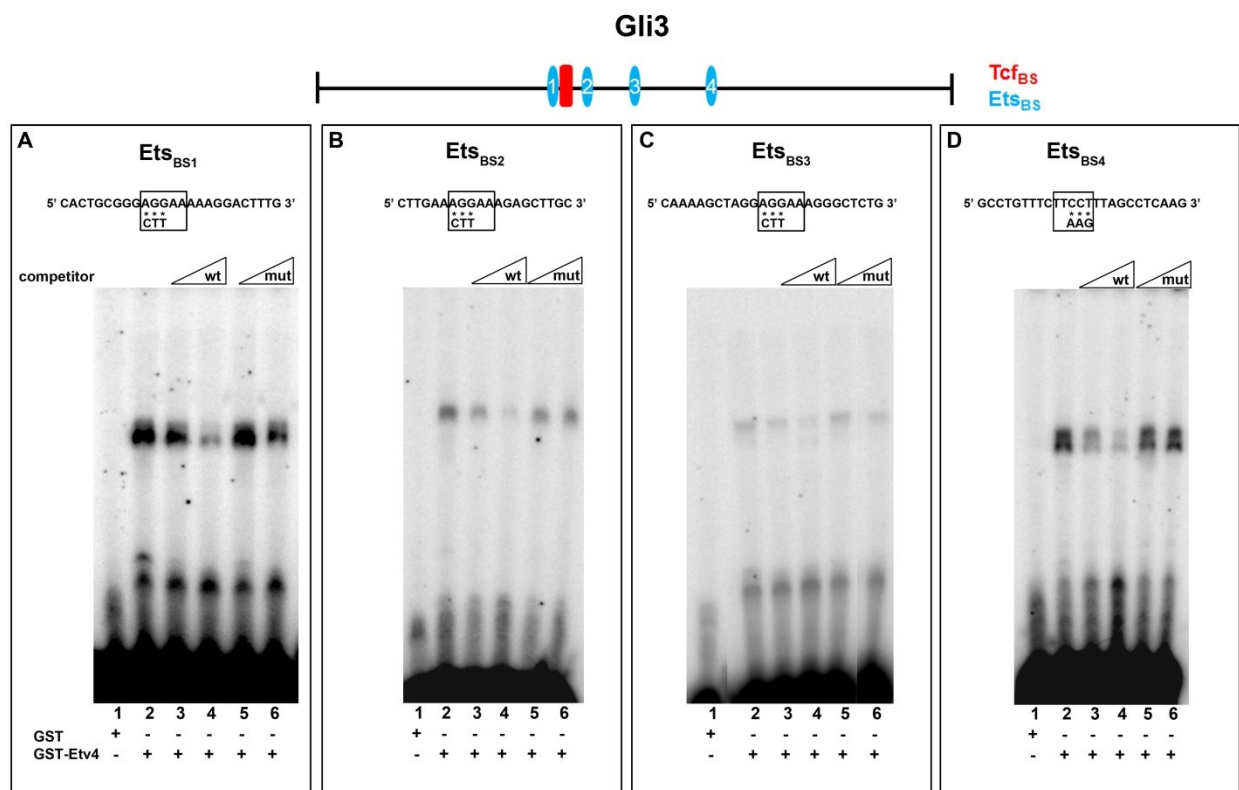 Gli3
1 2 3 4
TcfBS
EtsBS
A
EtsBS1
5' CACTGCGGGAGGAAAAAGGACTTTG 3'
***
CTT
competitor
wt
mut
1 2 3 4 5 6
GST + - - - - -
GST-Etv4 - + + + + +
B
EtsBS2
5' CTTGAAAGGAAAGAGCTTGC 3'
***
CTT
wt
mut
1 2 3 4 5 6
+ - - - - -
- + + + + +
C
EtsBS3
5' CAAAAGCTAGGAGGAAAGGGCTCTG 3'
***
CTT
wt
mut
1 2 3 4 5 6
+ - - - - -
- + + + + +
D
EtsBS4
5' GCCTGTTTCTTCCTTTAGCCTCAAG 3'
***
AAG
wt
mut
1 2 3 4 5 6
+ - - - - -
- + + + + +